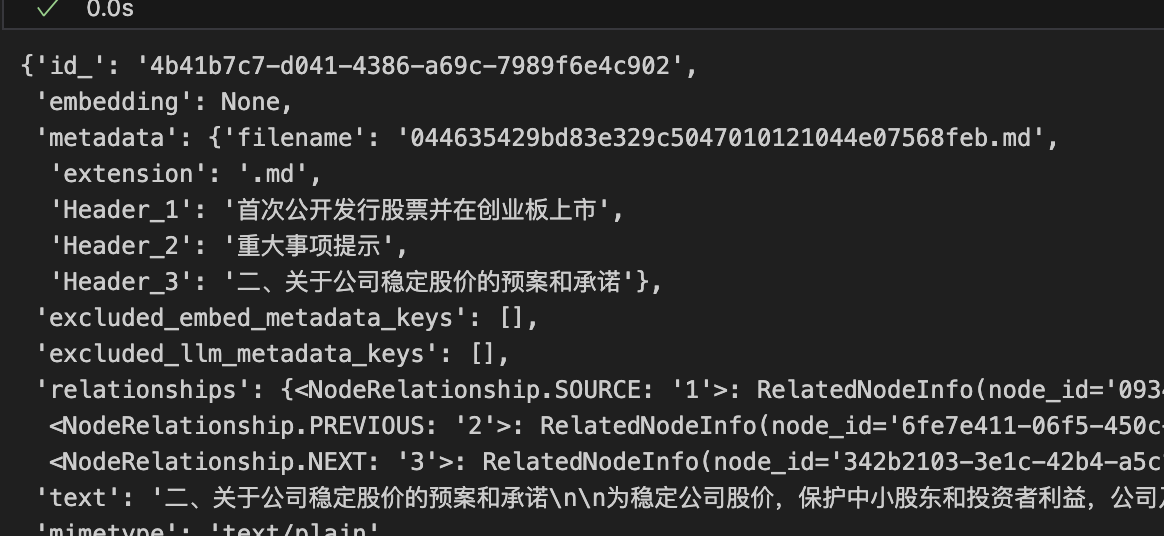 ✓ 0.0s
{'id_': '4b41b7c7-d041-4386-a69c-7989f6e4c902',
'embedding': None,
'metadata': {'filename': '044635429bd83e329c5047010121044e07568feb.md',
'extension': '.md',
'Header_1': '首次公开发行股票并在创业板上市',
'Header_2': '重大事项提示',
'Header_3': '二、关于公司稳定股价的预案和承诺'},
'excluded_embed_metadata_keys': [],
'excluded_llm_metadata_keys': [],
'relationships': {<NodeRelationship.SOURCE: '1'>: RelatedNodeInfo(node_id='093
<NodeRelationship.PREVIOUS: '2'>: RelatedNodeInfo(node_id='6fe7e411-06f5-450c-
<NodeRelationship.NEXT: '3'>: RelatedNodeInfo(node_id='342b2103-3e1c-42b4-a5c
'text': '二、关于公司稳定股价的预案和承诺\n\n为稳定公司股价，保护中小股东和投资者利益，公司
'mimetype': 'text/plain'